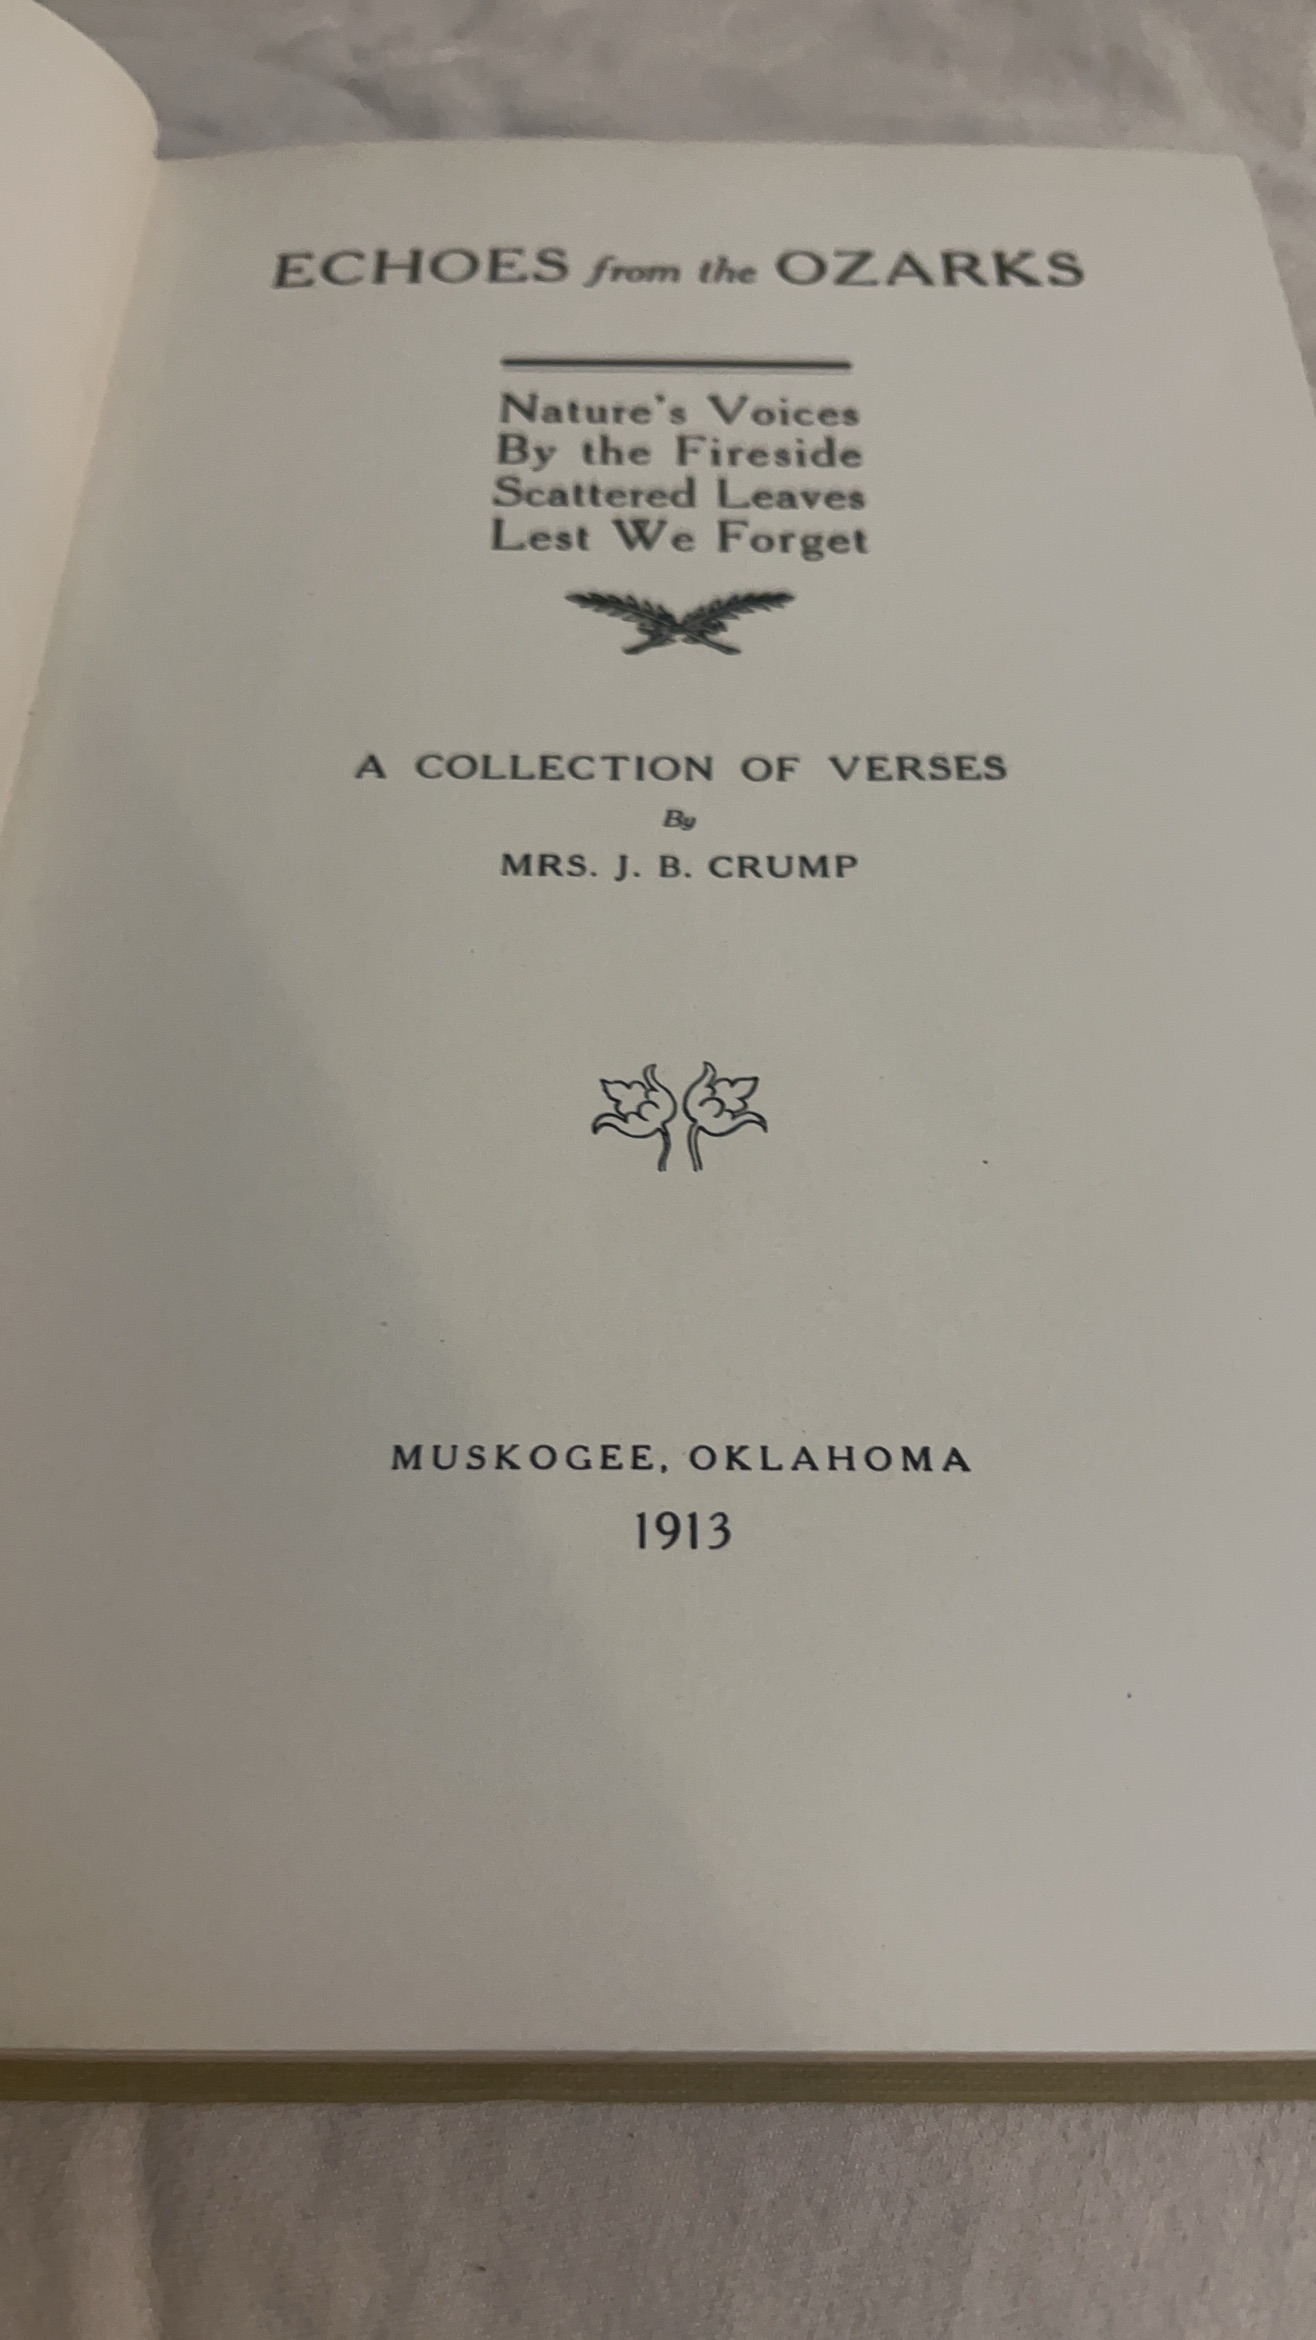 ECHOES from the OZARKS
Nature's Voices
By the Fireside
Scattered Leaves
Lest We Forget
A COLLECTION OF VERSES
By
MRS. J. B. CRUMP
MUSKOGEE, OKLAHOMA
1913